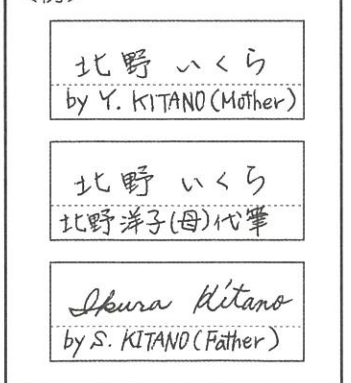 北野 いくら
by Y. KITANO (Mother)
北野 いくら
北野洋子(母)代筆
Ikura Kitano
by S. KITANO (Father)